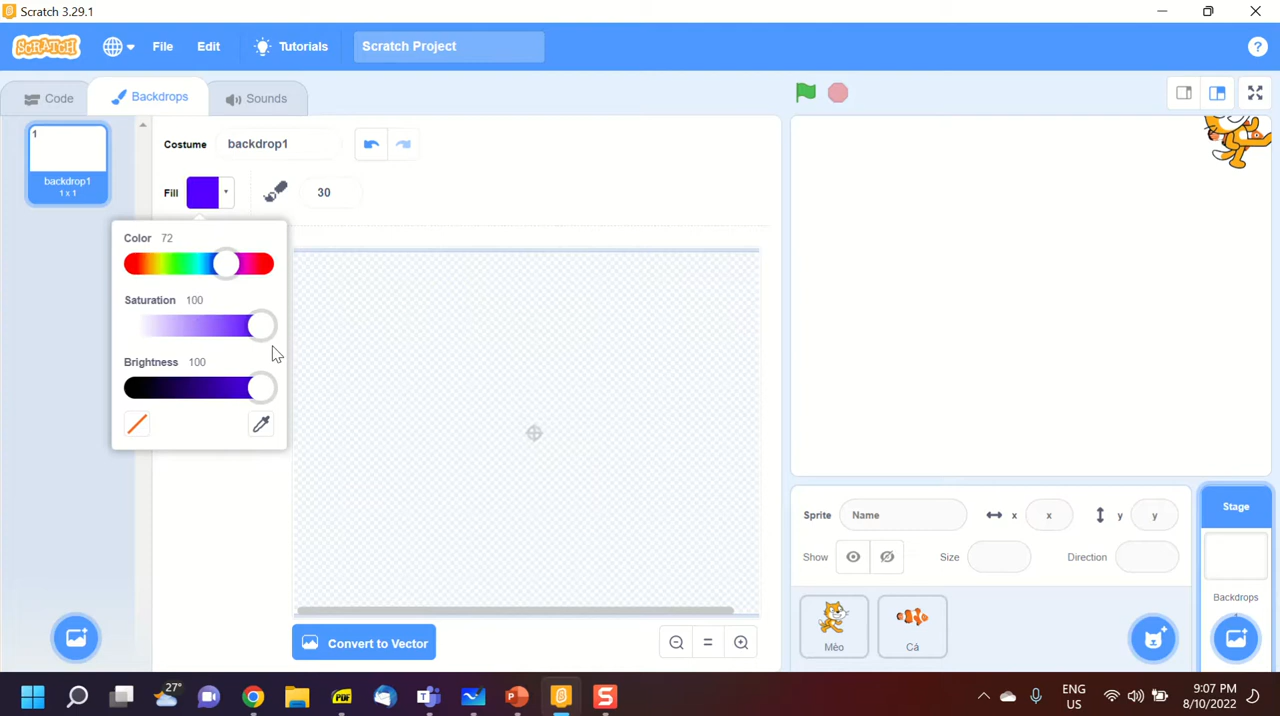 Scratch 3.29.1
SCRATCH File Edit Tutorials Scratch Project ?
Code Backdrops Sounds
1
backdrop1
1 x 1
Costume backdrop1
Fill 30
Color 72
Saturation 100
Brightness 100
Convert to Vector
Sprite Name x x y y
Show Size Direction
Mèo Cá
Stage
Backdrops
27° PDF T S ENG 9:07 PM
US 8/10/2022